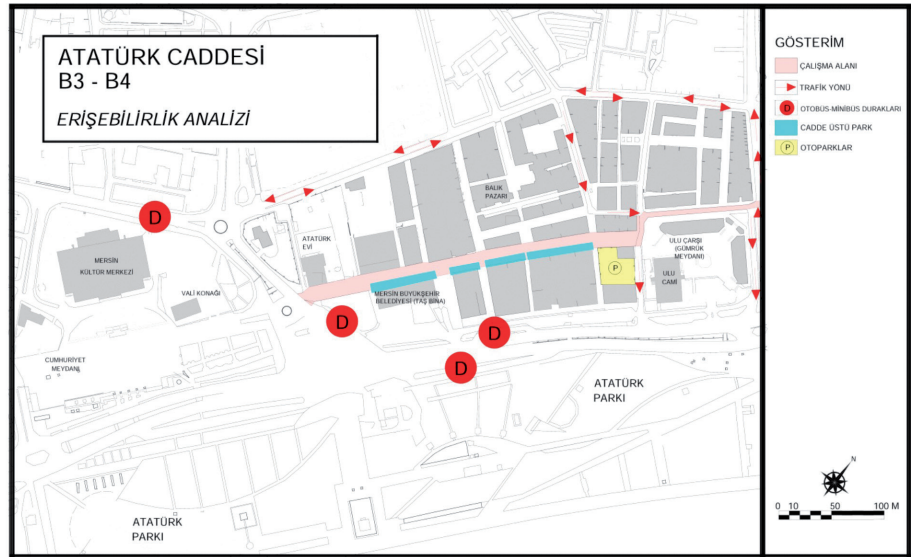 ATATÜRK CADDESİ
B3 - B4
ERİŞEBİLİRLİK ANALİZİ
BALIK
PAZARI
D
ATATÜRK
EVİ
ULU ÇARŞI
(GÜMRÜK
MEYDANI)
MERSİN
KÜLTÜR MERKEZİ
P
ULU
CAMİ
VALİ KONAĞI
MERSİN BÜYÜKŞEHİR
BELEDİYESİ (TAŞ BİNA)
D
D
CUMHURİYET
MEYDANI
D
ATATÜRK
PARKI
ATATÜRK
PARKI
GÖSTERİM
ÇALIŞMA ALANI
TRAFİK YÖNÜ
D OTOBÜS-MİNİBÜS DURAKLARI
CADDE ÜSTÜ PARK
P OTOPARKLAR
N
0 10 50 100 M